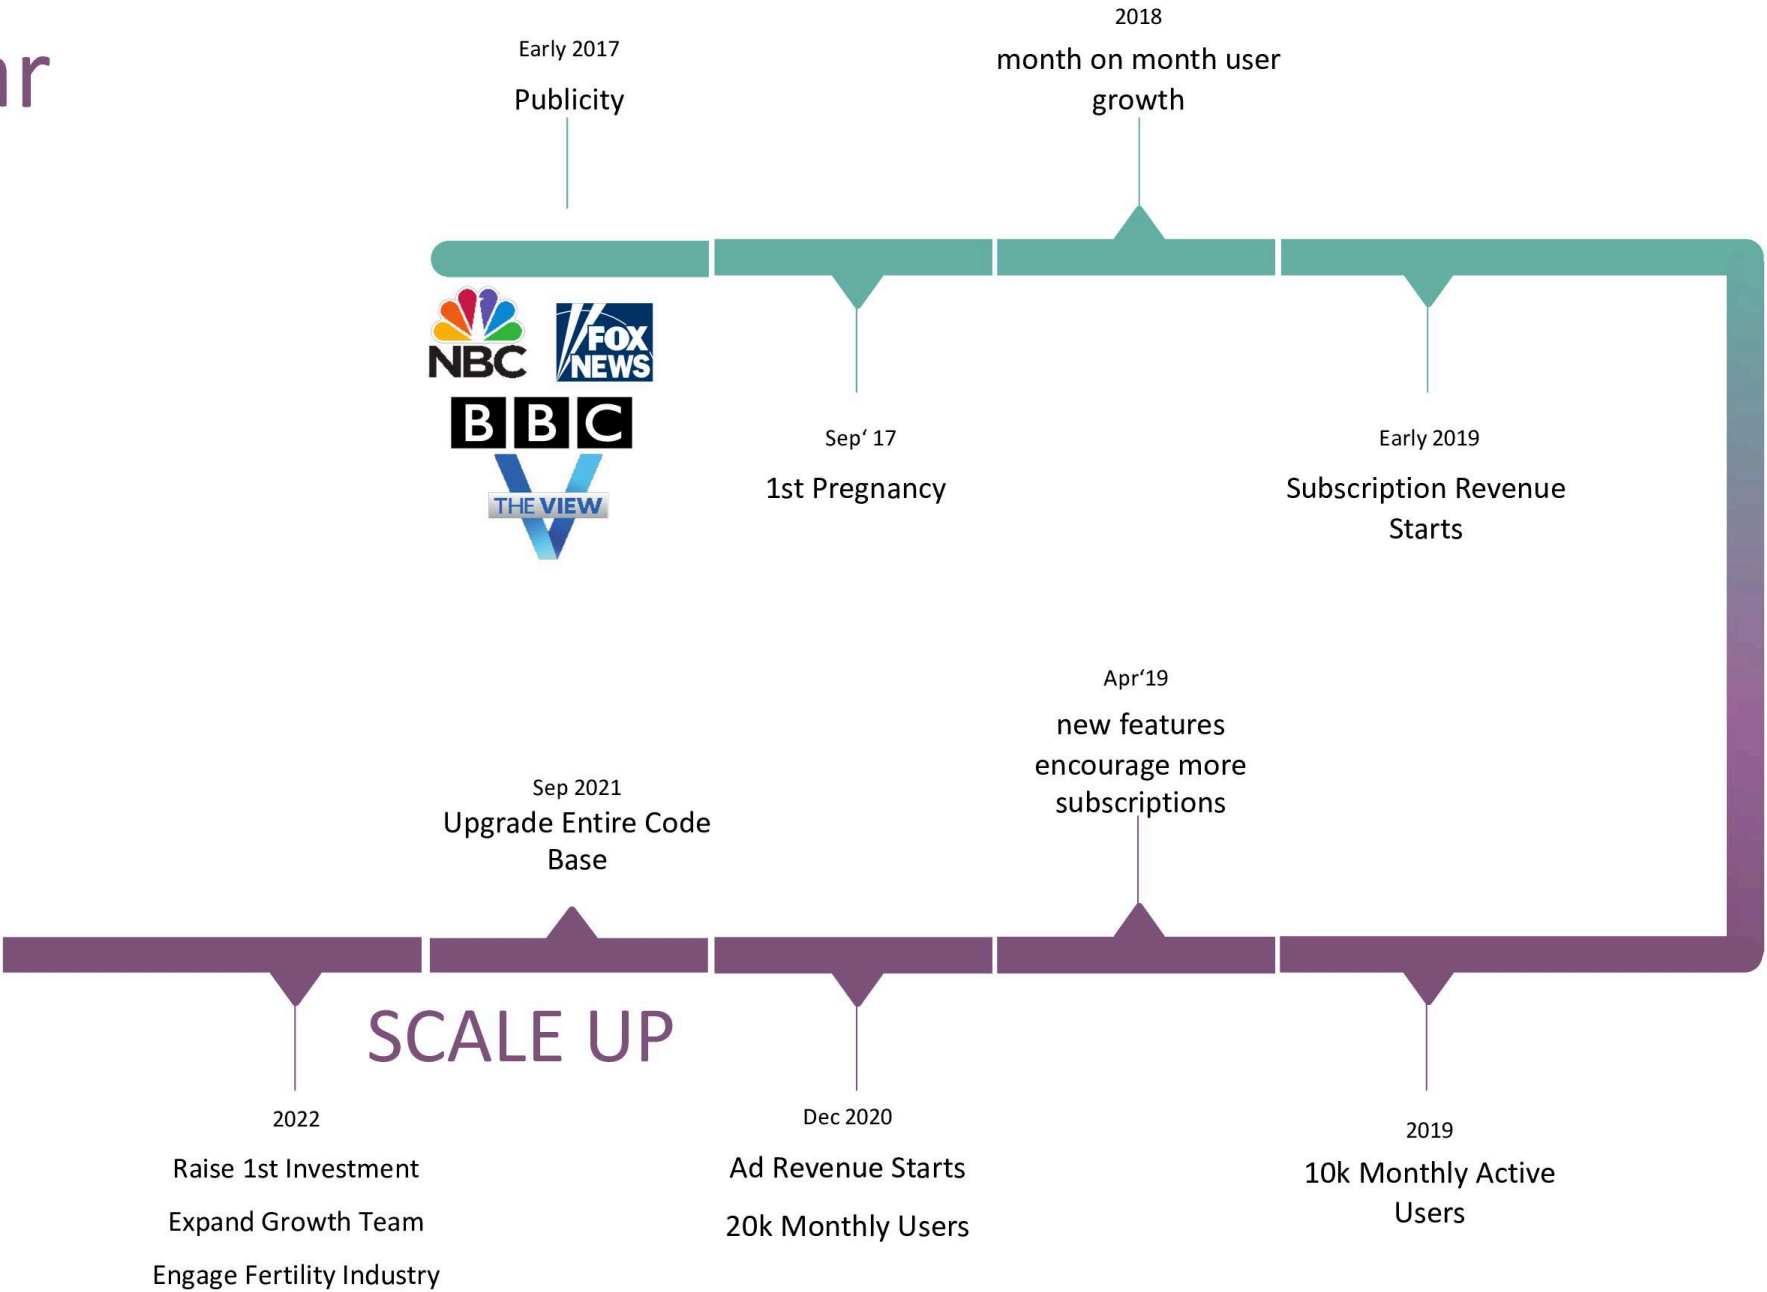 ar
Early 2017
Publicity
2018
month on month user
growth
NBC
FOX
NEWS
BBC
THE VIEW
Sep‘ 17
1st Pregnancy
Early 2019
Subscription Revenue
Starts
Apr‘19
new features
encourage more
subscriptions
Sep 2021
Upgrade Entire Code
Base
SCALE UP
2022
Raise 1st Investment
Expand Growth Team
Engage Fertility Industry
Dec 2020
Ad Revenue Starts
20k Monthly Users
2019
10k Monthly Active
Users